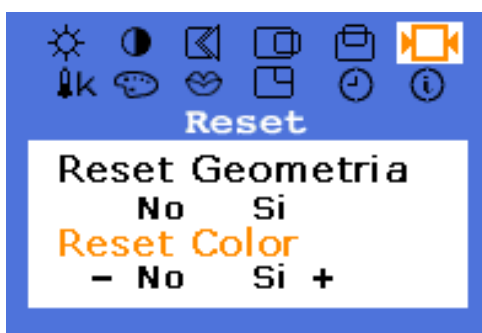 k
Reset
Reset Geometria
No Si
Reset Color
– No Si +